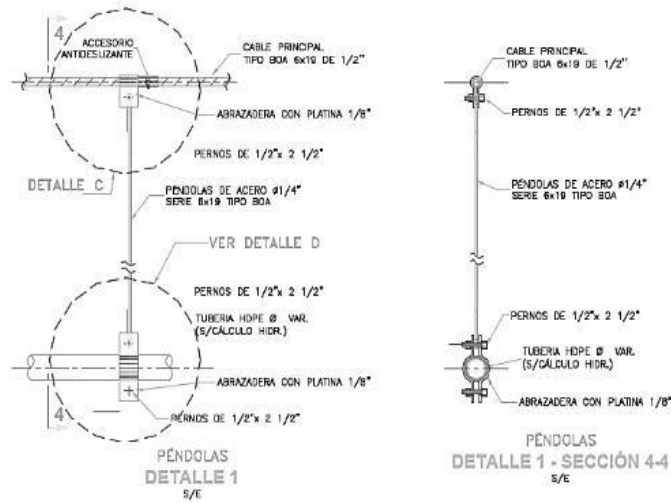 4
ACCESORIO
ANTIDESLIZANTE
CABLE PRINCIPAL
TIPO BOA 6x19 DE 1/2"
ABRAZADERA CON PLATINA 1/8"
PERNOS DE 1/2"x 2 1/2"
DETALLE C
PÉNDOLAS DE ACERO ø1/4"
SERIE 6x19 TIPO BOA
VER DETALLE D
PERNOS DE 1/2"x 2 1/2"
TUBERIA HDPE Ø VAR.
(S/CÁLCULO HIDR.)
ABRAZADERA CON PLATINA 1/8"
4
PERNOS DE 1/2"x 2 1/2"
PÉNDOLAS
DETALLE 1
S/E
CABLE PRINCIPAL
TIPO BOA 6x19 DE 1/2"
PERNOS DE 1/2"x 2 1/2"
PÉNDOLAS DE ACERO ø1/4"
SERIE 6x19 TIPO BOA
PERNOS DE 1/2"x 2 1/2"
TUBERIA HDPE Ø VAR.
(S/CÁLCULO HIDR.)
ABRAZADERA CON PLATINA 1/8"
PÉNDOLAS
DETALLE 1 - SECCIÓN 4-4
S/E